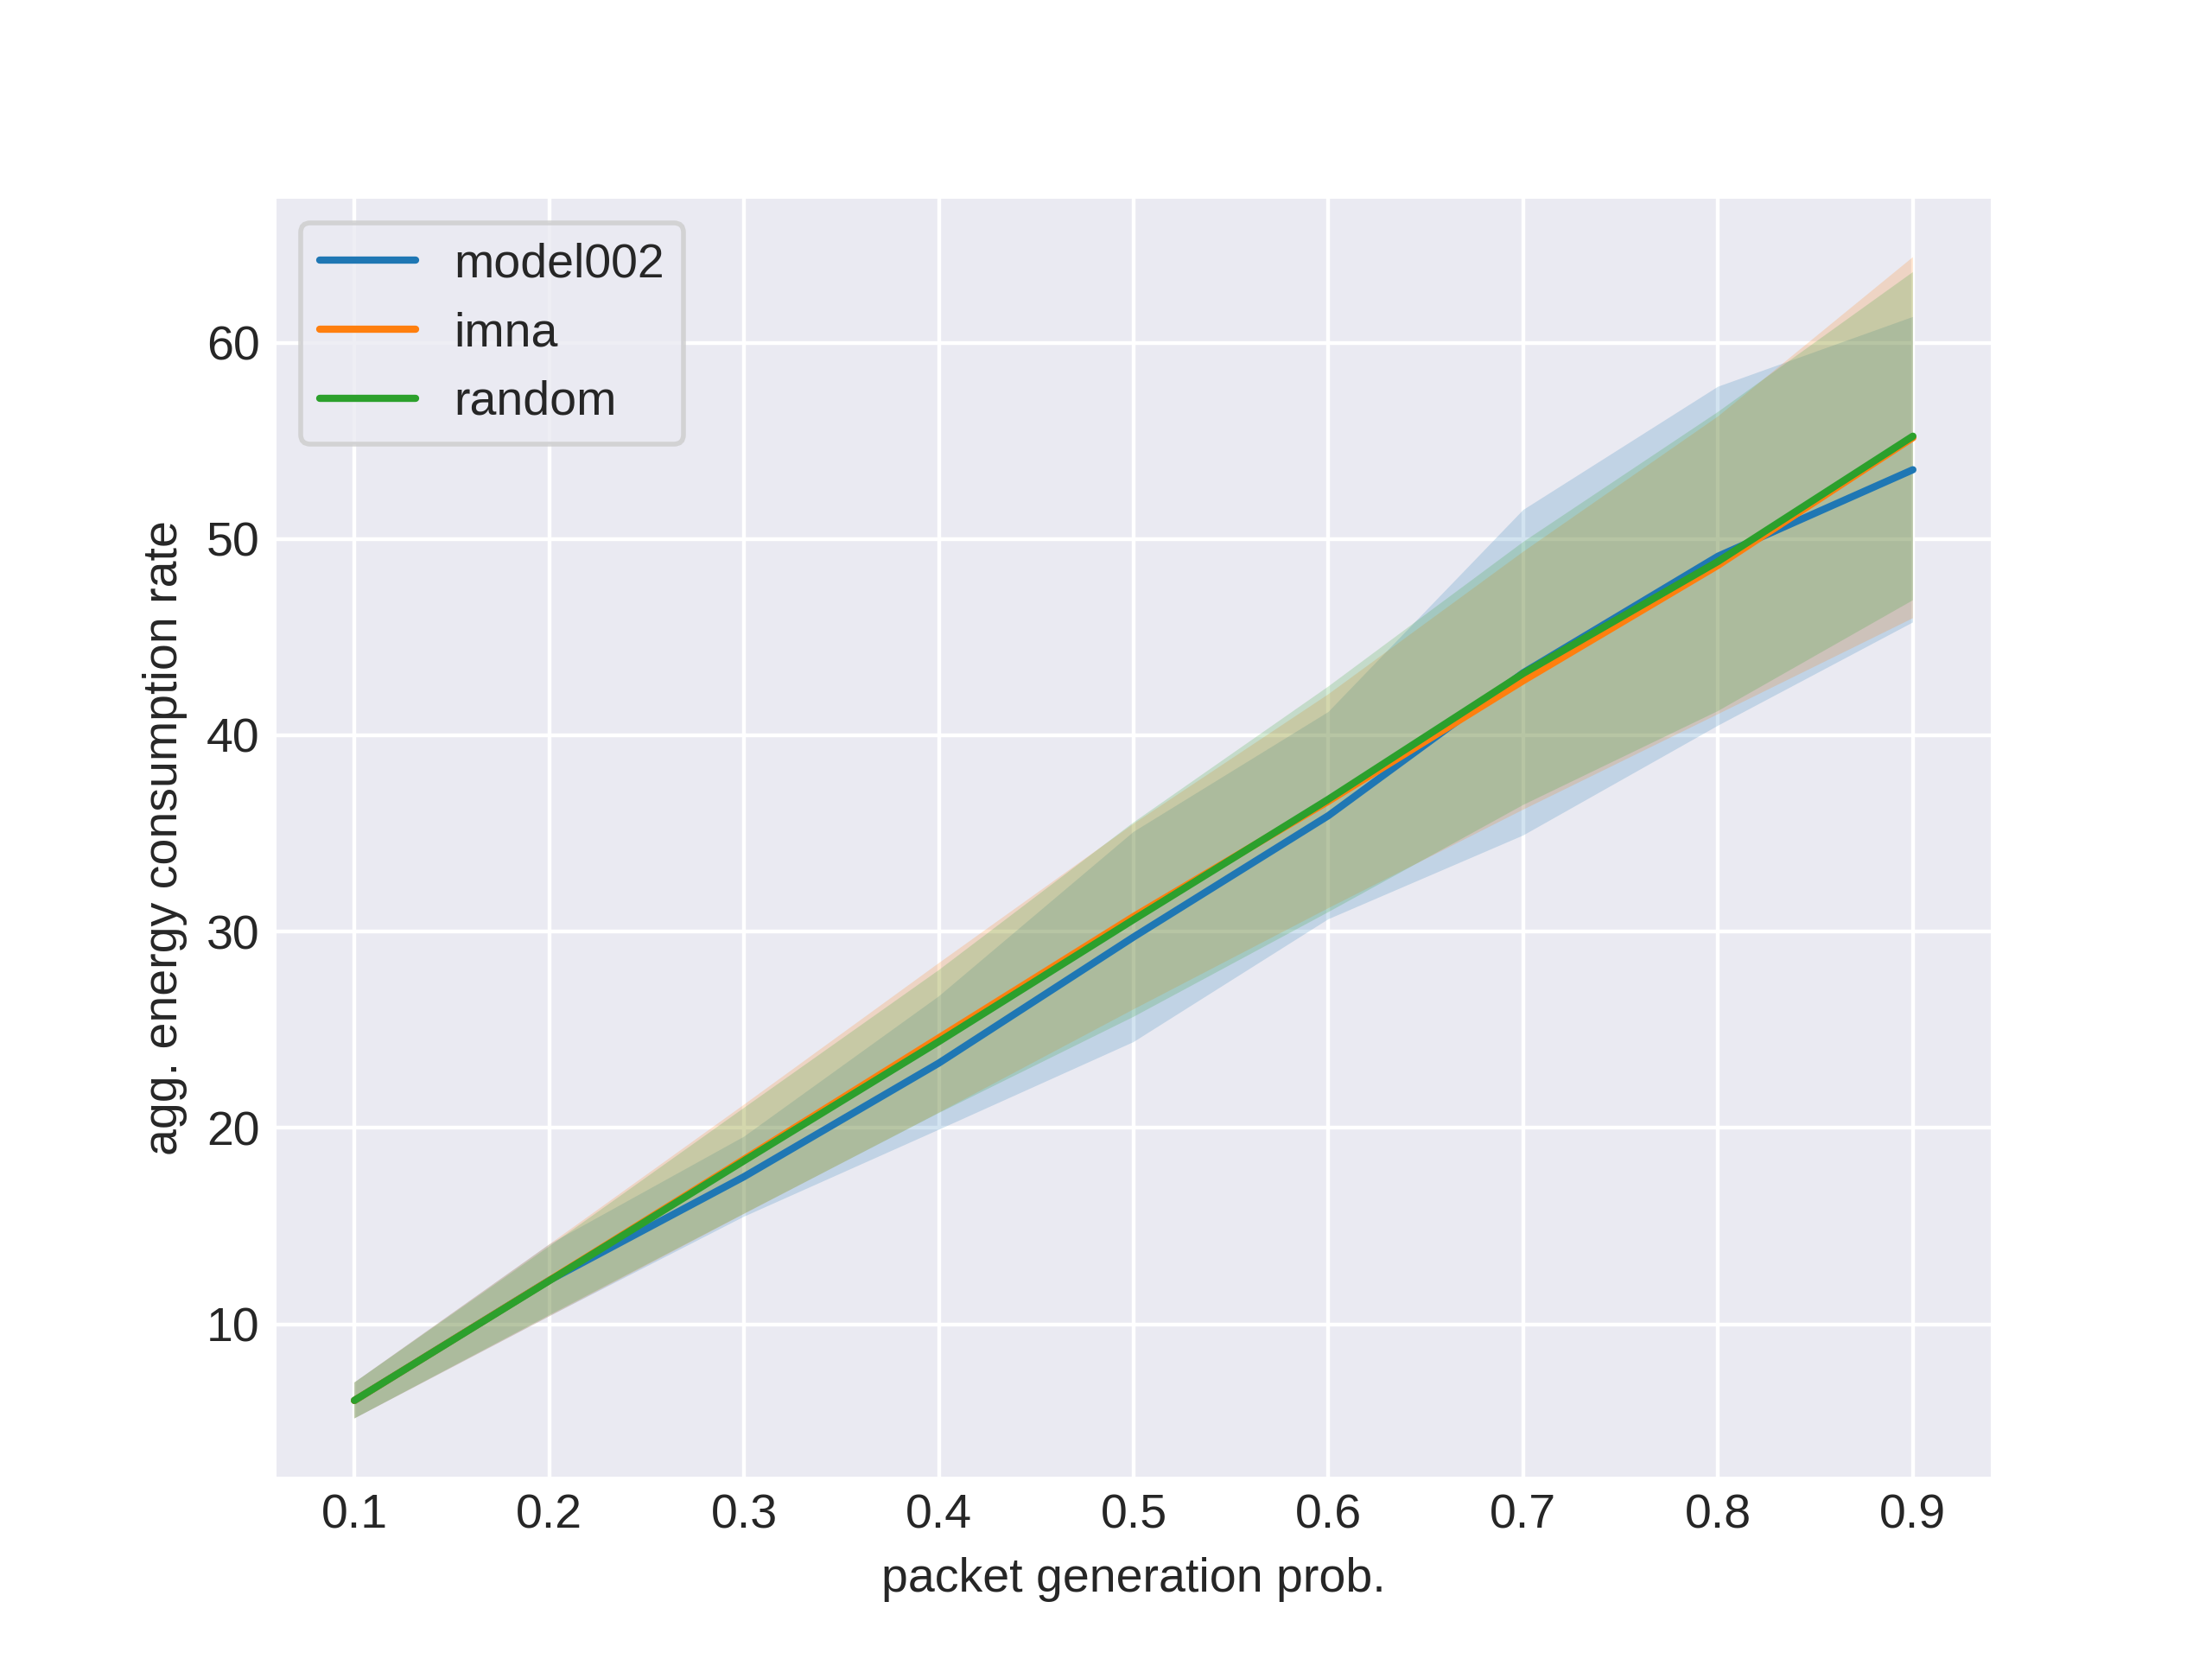 model002
imna
random
60
50
40
30
20
10
agg. energy consumption rate
0.1 0.2 0.3 0.4 0.5 0.6 0.7 0.8 0.9
packet generation prob.